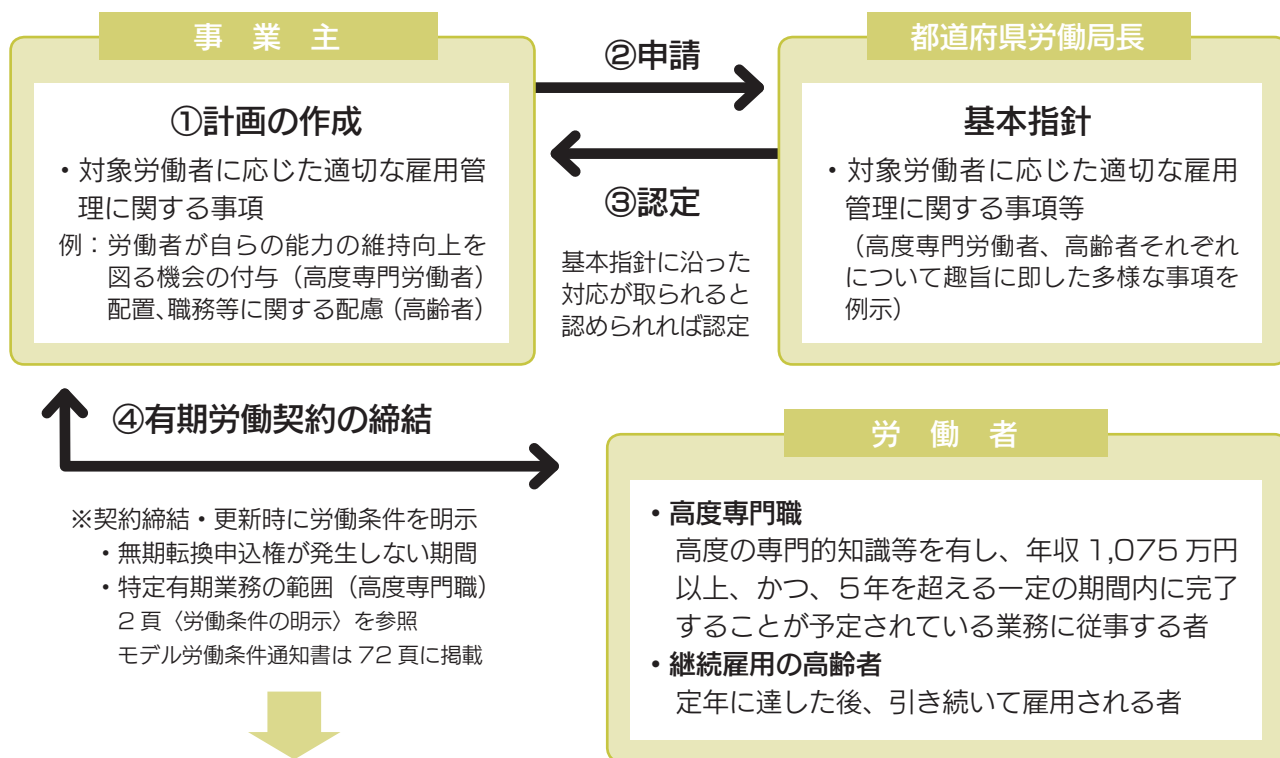 事業主
①計画の作成
・対象労働者に応じた適切な雇用管
理に関する事項
例：労働者が自らの能力の維持向上を
図る機会の付与（高度専門労働者）
配置、職務等に関する配慮（高齢者）
②申請
③認定
基本指針に沿った
対応が取られると
認められれば認定
都道府県労働局長
基本指針
・対象労働者に応じた適切な雇用
管理に関する事項等
（高度専門労働者、高齢者それぞれ
について趣旨に即した多様な事項を
例示）
④有期労働契約の締結
※契約締結・更新時に労働条件を明示
・無期転換申込権が発生しない期間
・特定有期業務の範囲（高度専門職）
2頁〈労働条件の明示〉を参照
モデル労働条件通知書は72頁に掲載
労働者
・高度専門職
高度の専門的知識等を有し、年収1,075万円
以上、かつ、5年を超える一定の期間内に完了
することが予定されている業務に従事する者
・継続雇用の高齢者
定年に達した後、引き続いて雇用される者